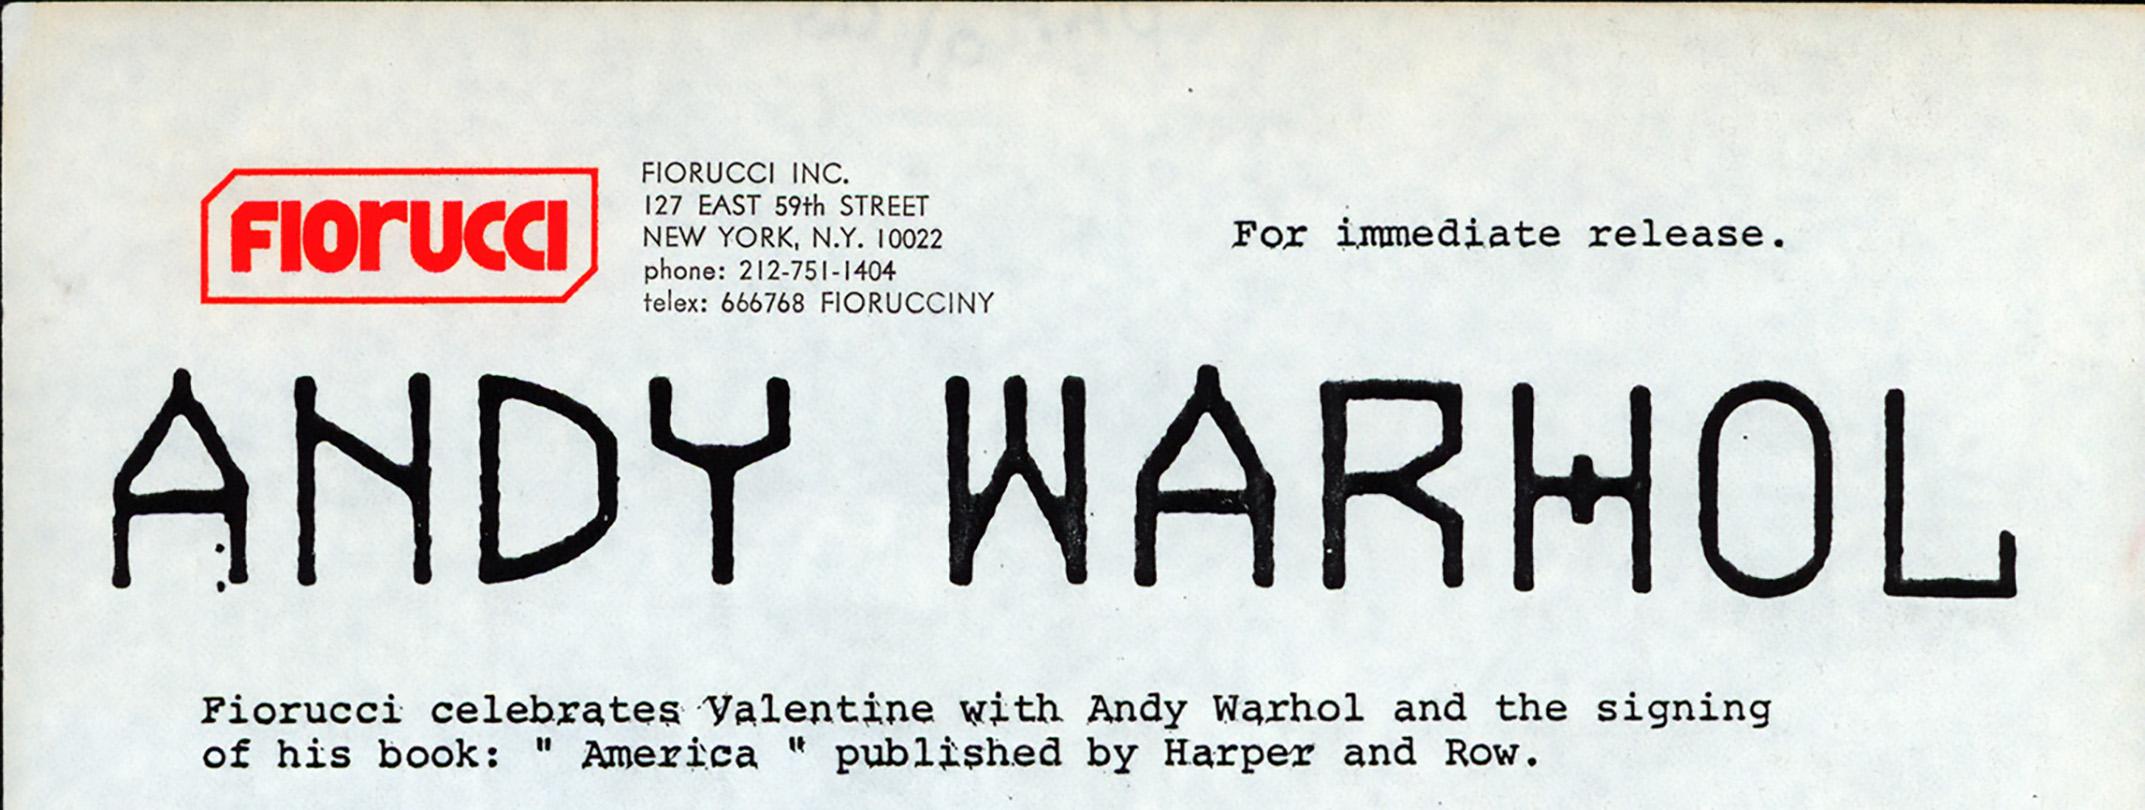 FIORUCCI
FIORUCCI INC.
127 EAST 59th STREET
NEW YORK, N.Y. 10022
phone: 212-751-1404
telex: 666768 FIORUCCINY
For immediate release.
ANDY WARHOL
Fiorucci celebrates Valentine with Andy Warhol and the signing
of his book: " America " published by Harper and Row.